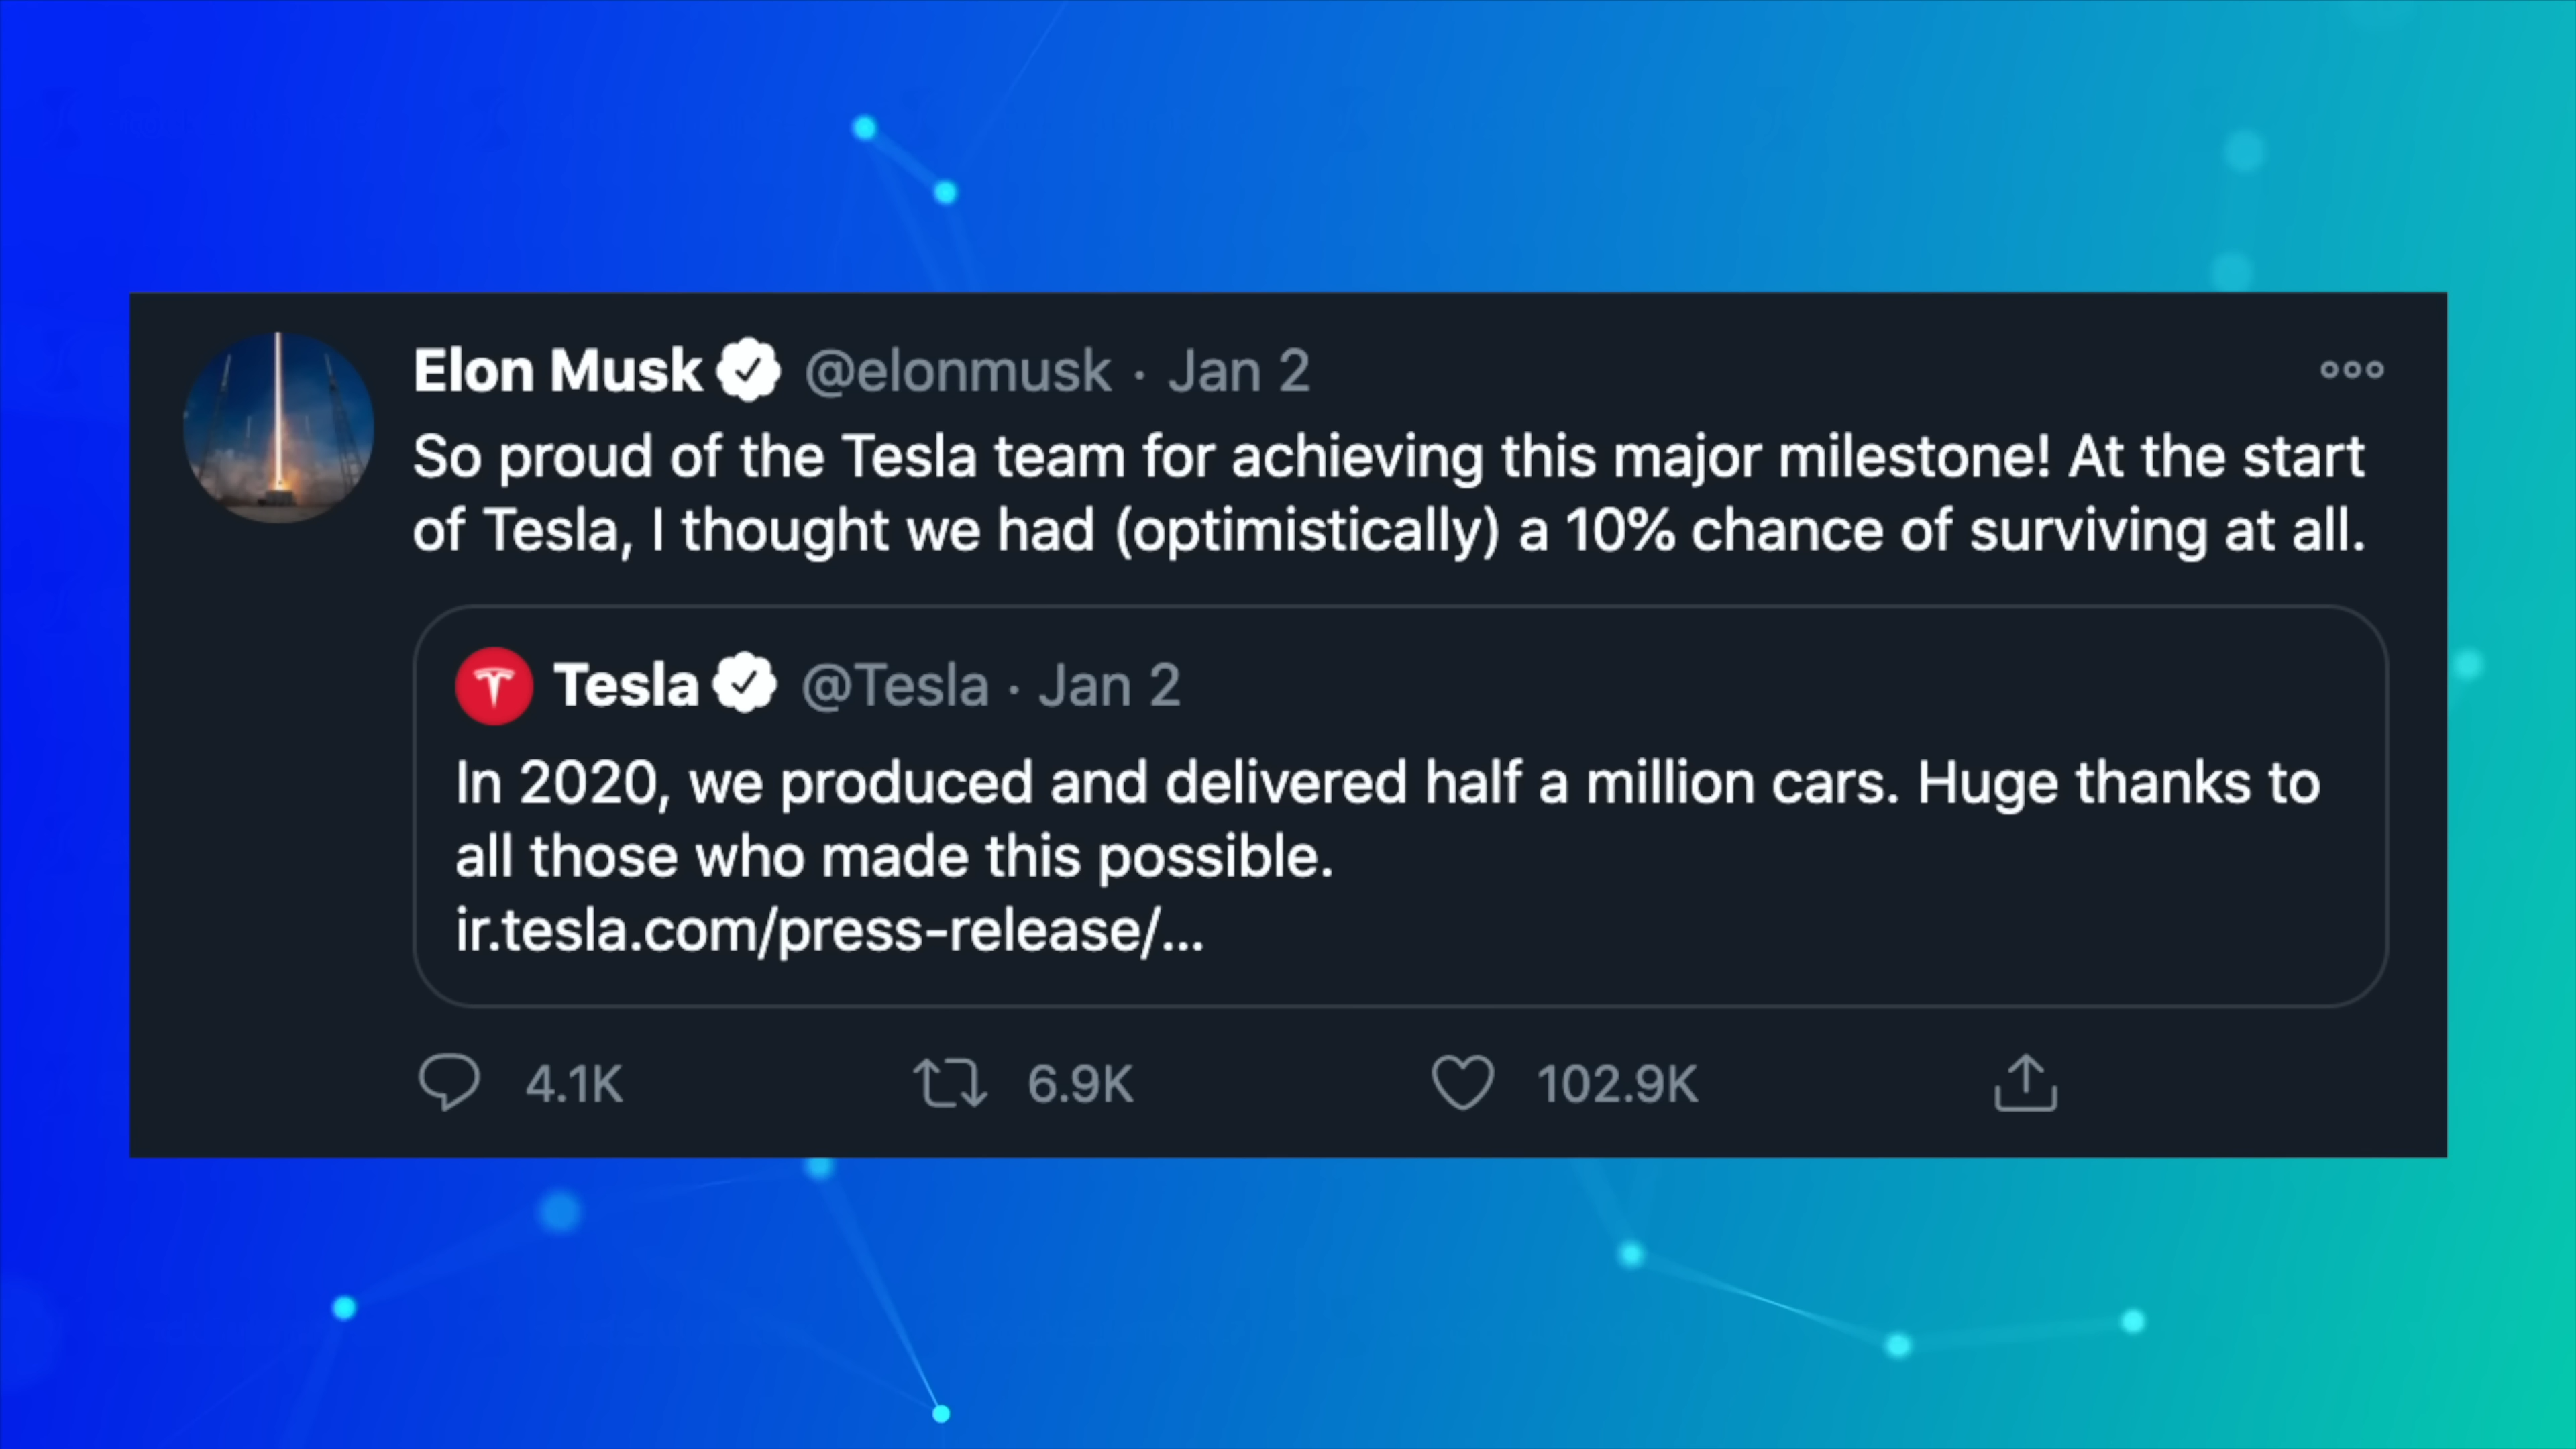 Elon Musk @elonmusk · Jan 2
So proud of the Tesla team for achieving this major milestone! At the start
of Tesla, I thought we had (optimistically) a 10% chance of surviving at all.
Tesla @Tesla · Jan 2
In 2020, we produced and delivered half a million cars. Huge thanks to
all those who made this possible.
ir.tesla.com/press-release/...
4.1K 6.9K 102.9K